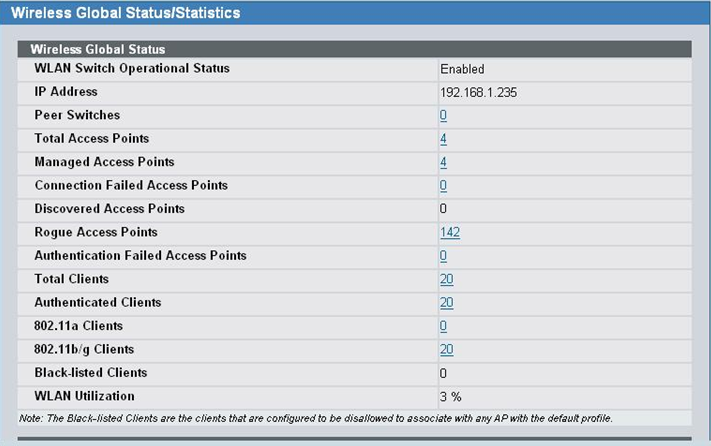 Wireless Global Status/Statistics
Wireless Global Status
WLAN Switch Operational Status Enabled
IP Address 192.168.1.235
Peer Switches 0
Total Access Points 4
Managed Access Points 4
Connection Failed Access Points 0
Discovered Access Points 0
Rogue Access Points 142
Authentication Failed Access Points 0
Total Clients 20
Authenticated Clients 20
802.11a Clients 0
802.11b/g Clients 20
Black-listed Clients 0
WLAN Utilization 3 %
Note: The Black-listed Clients are the clients that are configured to be disallowed to associate with any AP with the default profile.